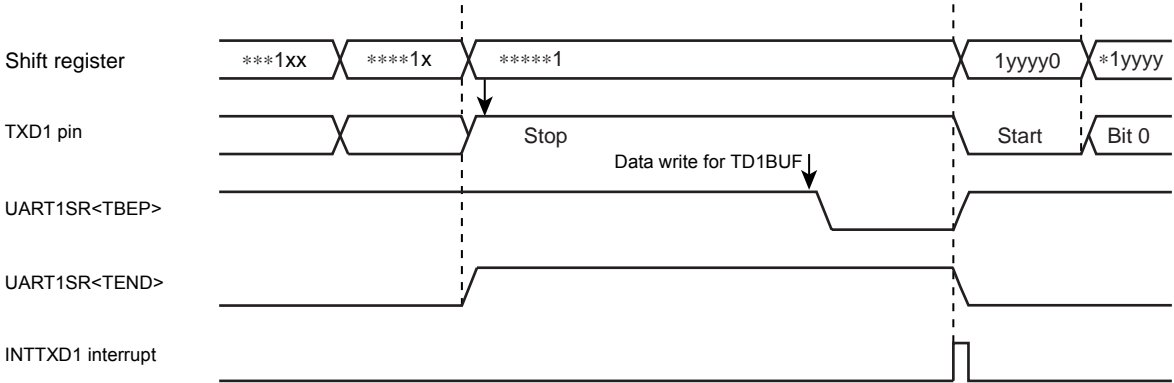 Shift register ***1xx ****1x *****1 1yyyy0 *1yyyy
TXD1 pin Stop Start Bit 0
Data write for TD1BUF
UART1SR<TBEP>
UART1SR<TEND>
INTTXD1 interrupt